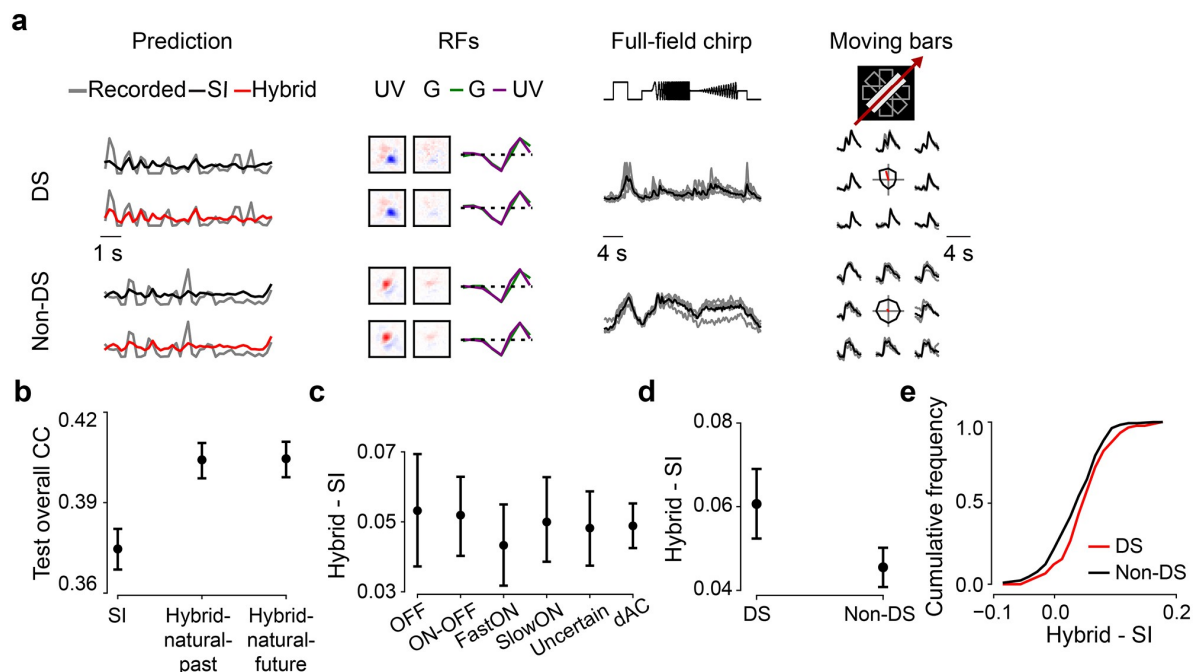 a
Prediction RFs Full-field chirp Moving bars
Recorded SI Hybrid UV G G UV
DS
1 s 4 s 4 s
Non-DS
b
Test overall CC
0.42
0.39
0.36
SI Hybrid-natural-past Hybrid-natural-future
c
Hybrid - SI
0.07
0.05
0.03
OFF ON-OFF FastON SlowON Uncertain dAC
d
Hybrid - SI
0.08
0.06
0.04
DS Non-DS
e
Cumulative frequency
1.0
0.5
0.0
DS
Non-DS
−0.1 0.0 0.2
Hybrid - SI